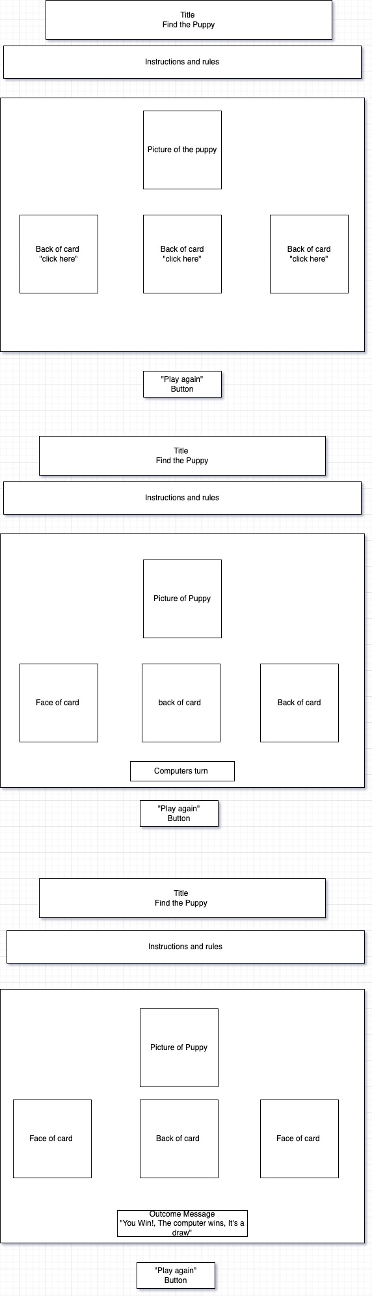 Title
Find the Puppy
Instructions and rules
Picture of the puppy
Back of card
"click here"
Back of card
"click here"
Back of card
"click here"
"Play again"
Button
Title
Find the Puppy
Instructions and rules
Picture of Puppy
Face of card
back of card
Back of card
Computers turn
"Play again"
Button
Title
Find the Puppy
Instructions and rules
Picture of Puppy
Face of card
Back of card
Face of card
Outcome Message
"You Win!, The computer wins, It's a
draw"
"Play again"
Button